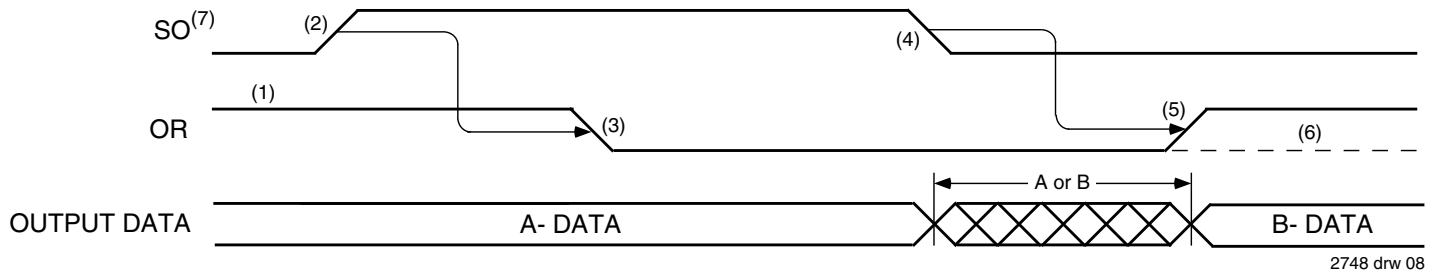 SO(7)
(2)
(4)
(1)
OR
(3)
(5)
(6)
A or B
OUTPUT DATA
A- DATA
B- DATA
2748 drw 08